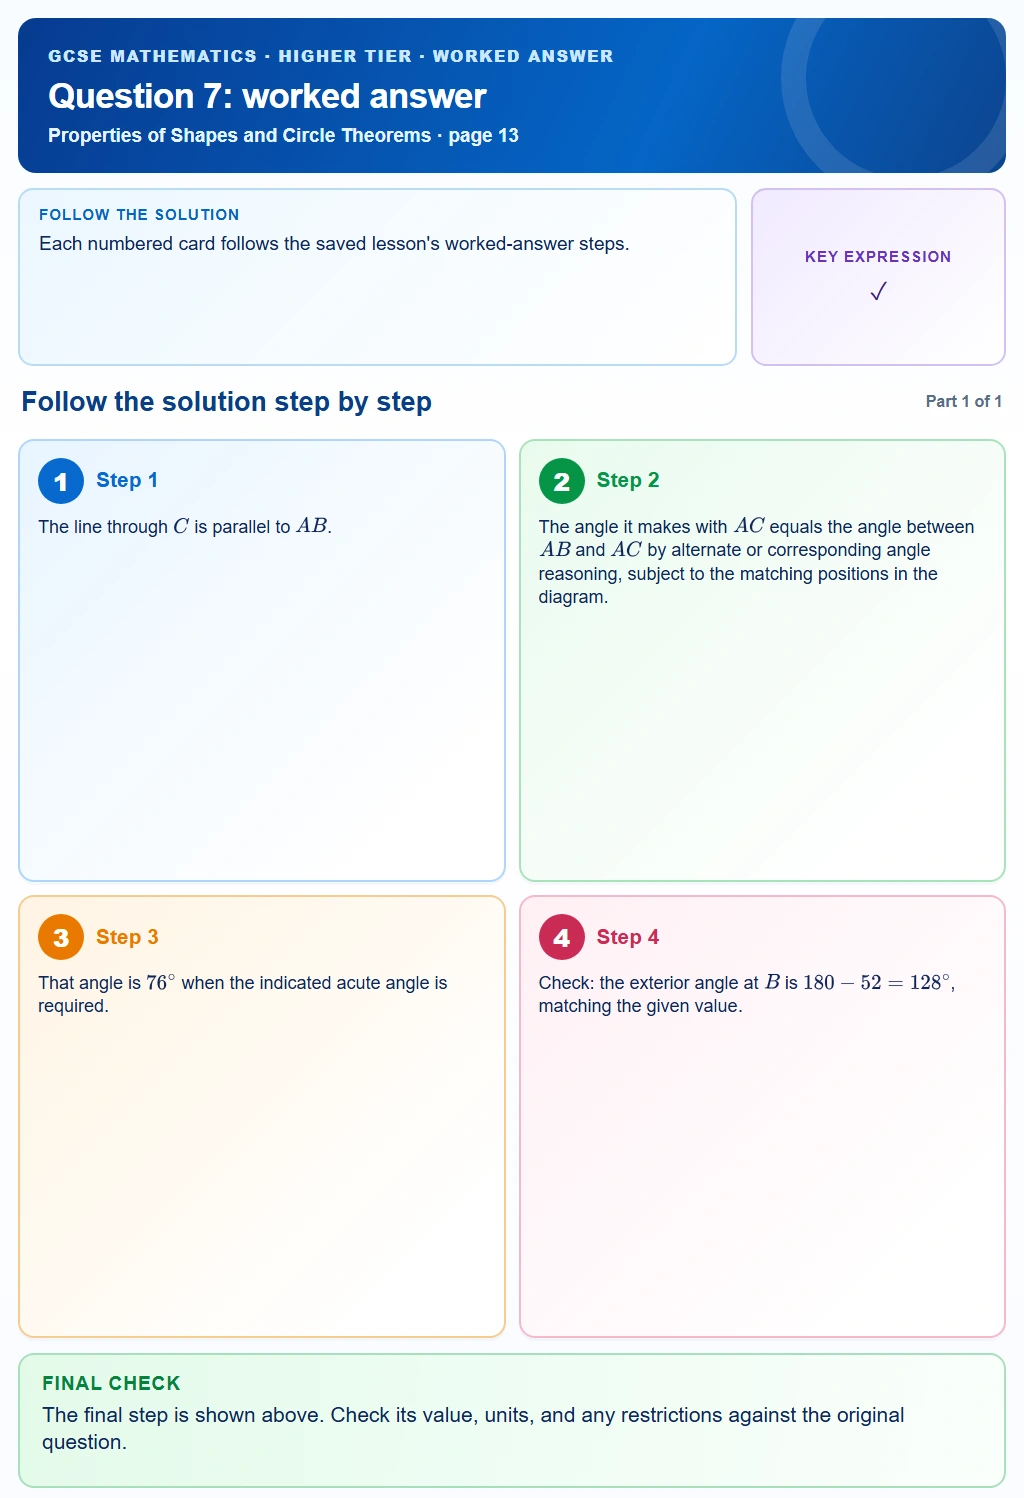 GCSE MATHEMATICS · HIGHER TIER · WORKED ANSWER
Question 7: worked answer
Properties of Shapes and Circle Theorems · page 13
FOLLOW THE SOLUTION
Each numbered card follows the saved lesson's worked-answer steps.
KEY EXPRESSION
✓
Follow the solution step by step
Part 1 of 1
1 Step 1
The line through C is parallel to AB.
2 Step 2
The angle it makes with AC equals the angle between
AB and AC by alternate or corresponding angle
reasoning, subject to the matching positions in the
diagram.
3 Step 3
That angle is 76° when the indicated acute angle is
required.
4 Step 4
Check: the exterior angle at B is 180 − 52 = 128°,
matching the given value.
FINAL CHECK
The final step is shown above. Check its value, units, and any restrictions against the original
question.